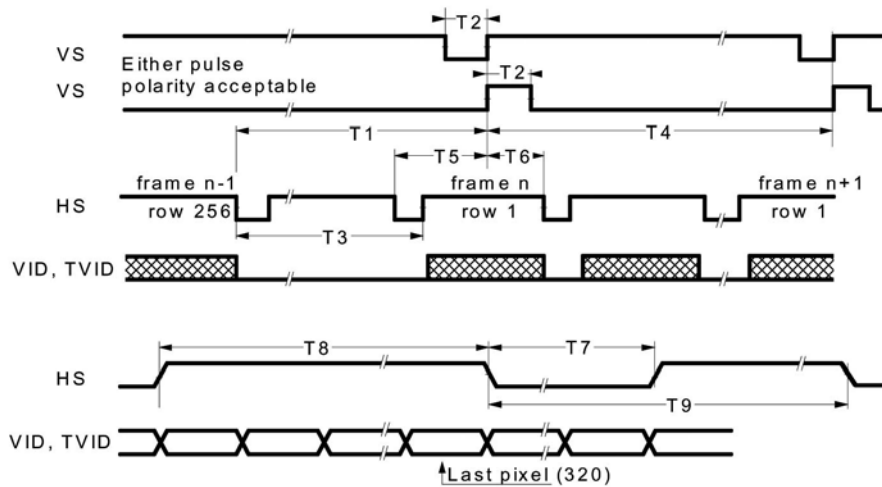 T2
VS
Either pulse
polarity acceptable
T2
VS
T1
T4
T5
T6
frame n-1
frame n
frame n+1
HS
row 256
row 1
row 1
T3
VID, TVID
T8
T7
HS
T9
VID, TVID
Last pixel (320)